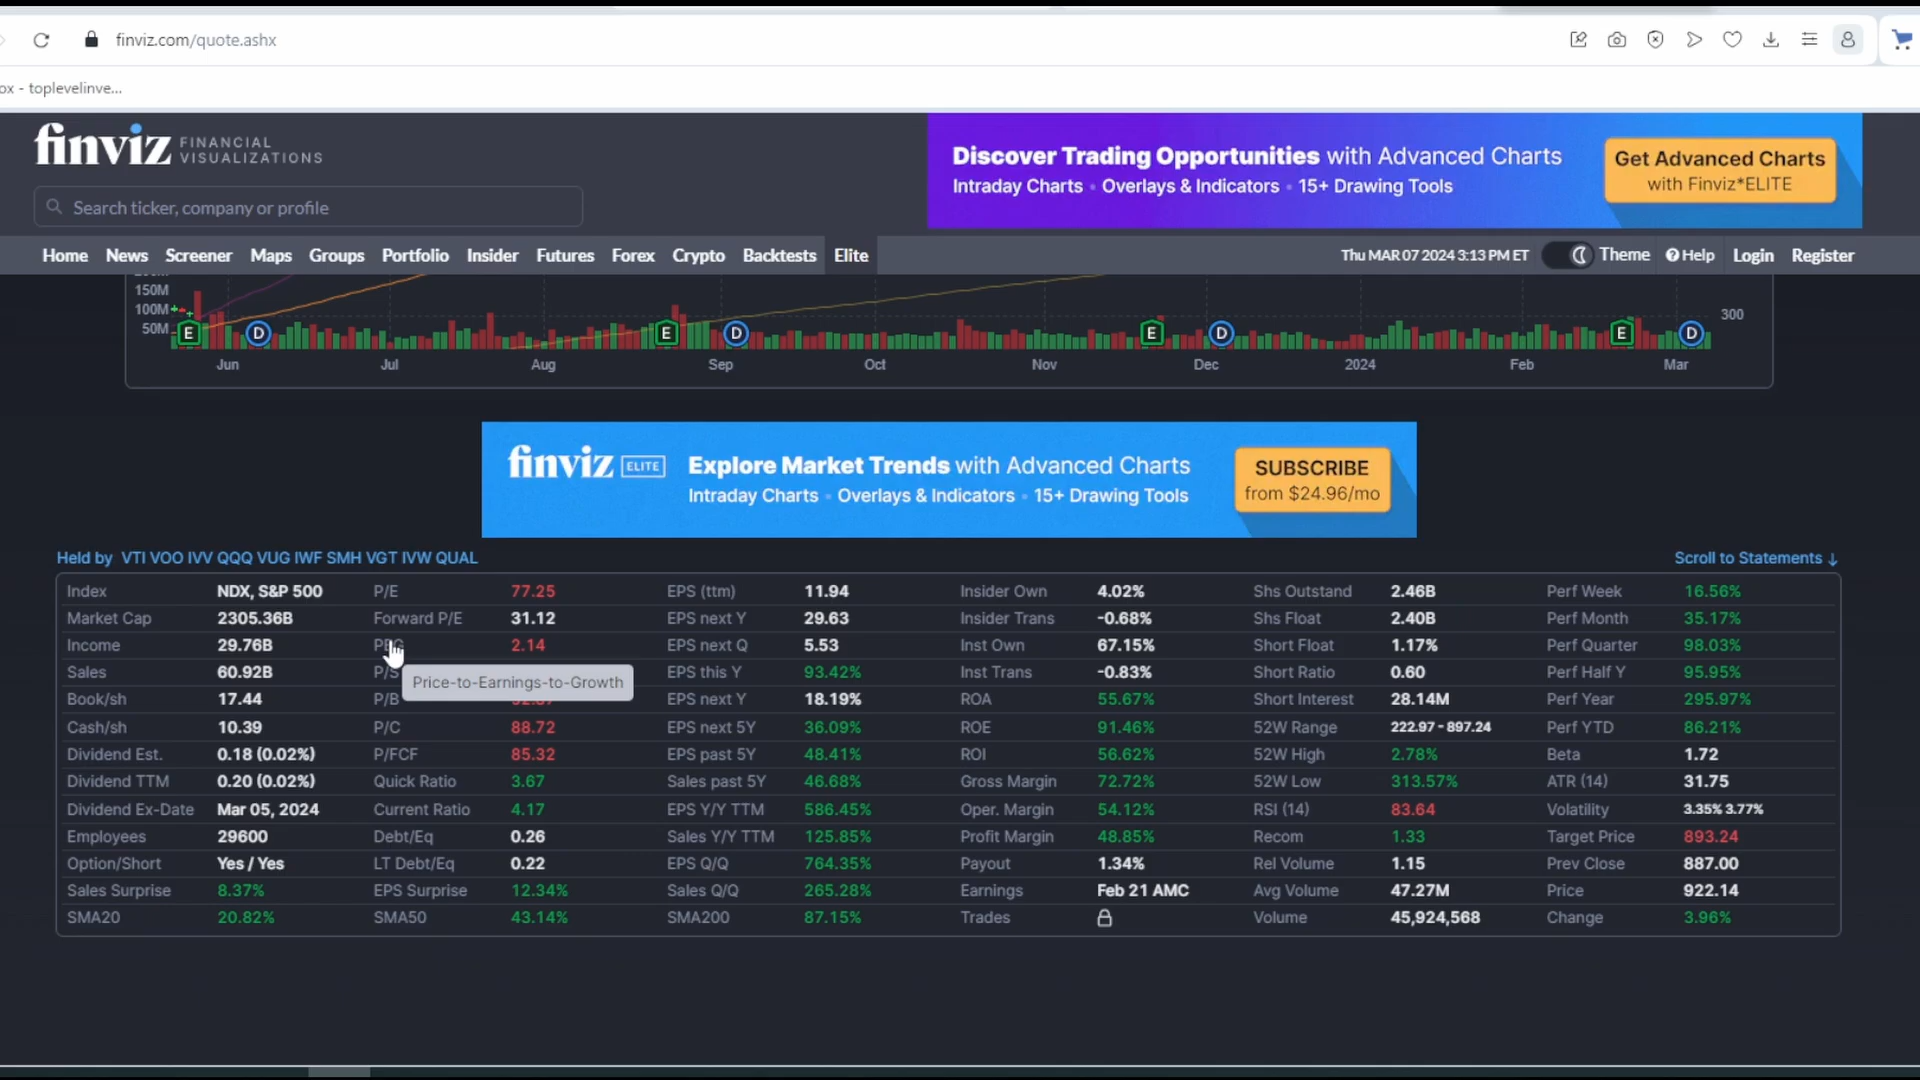 finviz.com/quote.ashx
ox - toplevelinve...
finviz FINANCIAL VISUALIZATIONS
Discover Trading Opportunities with Advanced Charts
Intraday Charts • Overlays & Indicators • 15+ Drawing Tools
Get Advanced Charts
with Finviz*ELITE
Search ticker, company or profile
Home News Screener Maps Groups Portfolio Insider Futures Forex Crypto Backtests Elite Thu MAR 07 2024 3:13 PM ET Theme Help Login Register
150M
100M
50M
300
E D E D E D E D
Jun Jul Aug Sep Oct Nov Dec 2024 Feb Mar
finviz ELITE Explore Market Trends with Advanced Charts
Intraday Charts • Overlays & Indicators • 15+ Drawing Tools
SUBSCRIBE
from $24.96/mo
Held by VTI VOO IVV QQQ VUG IWF SMH VGT IVW QUAL Scroll to Statements ↓
Index NDX, S&P 500 P/E 77.25 EPS (ttm) 11.94 Insider Own 4.02% Shs Outstand 2.46B Perf Week 16.56%
Market Cap 2305.36B Forward P/E 31.12 EPS next Y 29.63 Insider Trans -0.68% Shs Float 2.40B Perf Month 35.17%
Income 29.76B 2.14 EPS next Q 5.53 Inst Own 67.15% Short Float 1.17% Perf Quarter 98.03%
Sales 60.92B P/S EPS this Y 93.42% Inst Trans -0.83% Short Ratio 0.60 Perf Half Y 95.95%
Price-to-Earnings-to-Growth
Book/sh 17.44 P/B EPS next Y 18.19% ROA 55.67% Short Interest 28.14M Perf Year 295.97%
Cash/sh 10.39 P/C 88.72 EPS next 5Y 36.09% ROE 91.46% 52W Range 222.97 - 897.24 Perf YTD 86.21%
Dividend Est. 0.18 (0.02%) P/FCF 85.32 EPS past 5Y 48.41% ROI 56.62% 52W High 2.78% Beta 1.72
Dividend TTM 0.20 (0.02%) Quick Ratio 3.67 Sales past 5Y 46.68% Gross Margin 72.72% 52W Low 313.57% ATR (14) 31.75
Dividend Ex-Date Mar 05, 2024 Current Ratio 4.17 EPS Y/Y TTM 586.45% Oper. Margin 54.12% RSI (14) 83.64 Volatility 3.35% 3.77%
Employees 29600 Debt/Eq 0.26 Sales Y/Y TTM 125.85% Profit Margin 48.85% Recom 1.33 Target Price 893.24
Option/Short Yes / Yes LT Debt/Eq 0.22 EPS Q/Q 764.35% Payout 1.34% Rel Volume 1.15 Prev Close 887.00
Sales Surprise 8.37% EPS Surprise 12.34% Sales Q/Q 265.28% Earnings Feb 21 AMC Avg Volume 47.27M Price 922.14
SMA20 20.82% SMA50 43.14% SMA200 87.15% Trades Volume 45,924,568 Change 3.96%